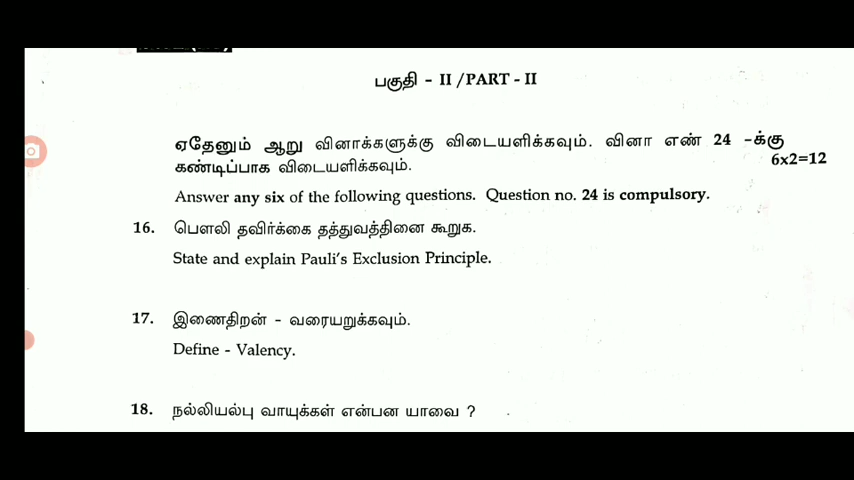 பகுதி - II /PART - II
ஏதேனும் ஆறு வினாக்களுக்கு விடையளிக்கவும். வினா எண் 24 -க்கு
கண்டிப்பாக விடையளிக்கவும். 6x2=12
Answer any six of the following questions. Question no. 24 is compulsory.
16. பௌலி தவிர்க்கை தத்துவத்தினை கூறுக.
State and explain Pauli's Exclusion Principle.
17. இணைதிறன் - வரையறுக்கவும்.
Define - Valency.
18. நல்லியல்பு வாயுக்கள் என்பன யாவை ?